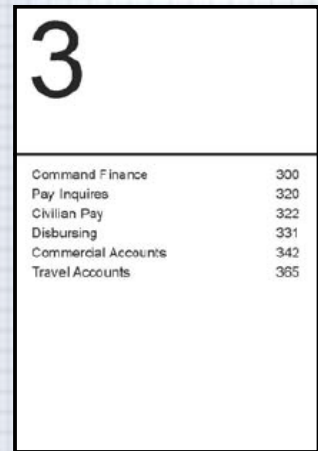 3
Command Finance 300
Pay Inquires 320
Civilian Pay 322
Disbursing 331
Commercial Accounts 342
Travel Accounts 365